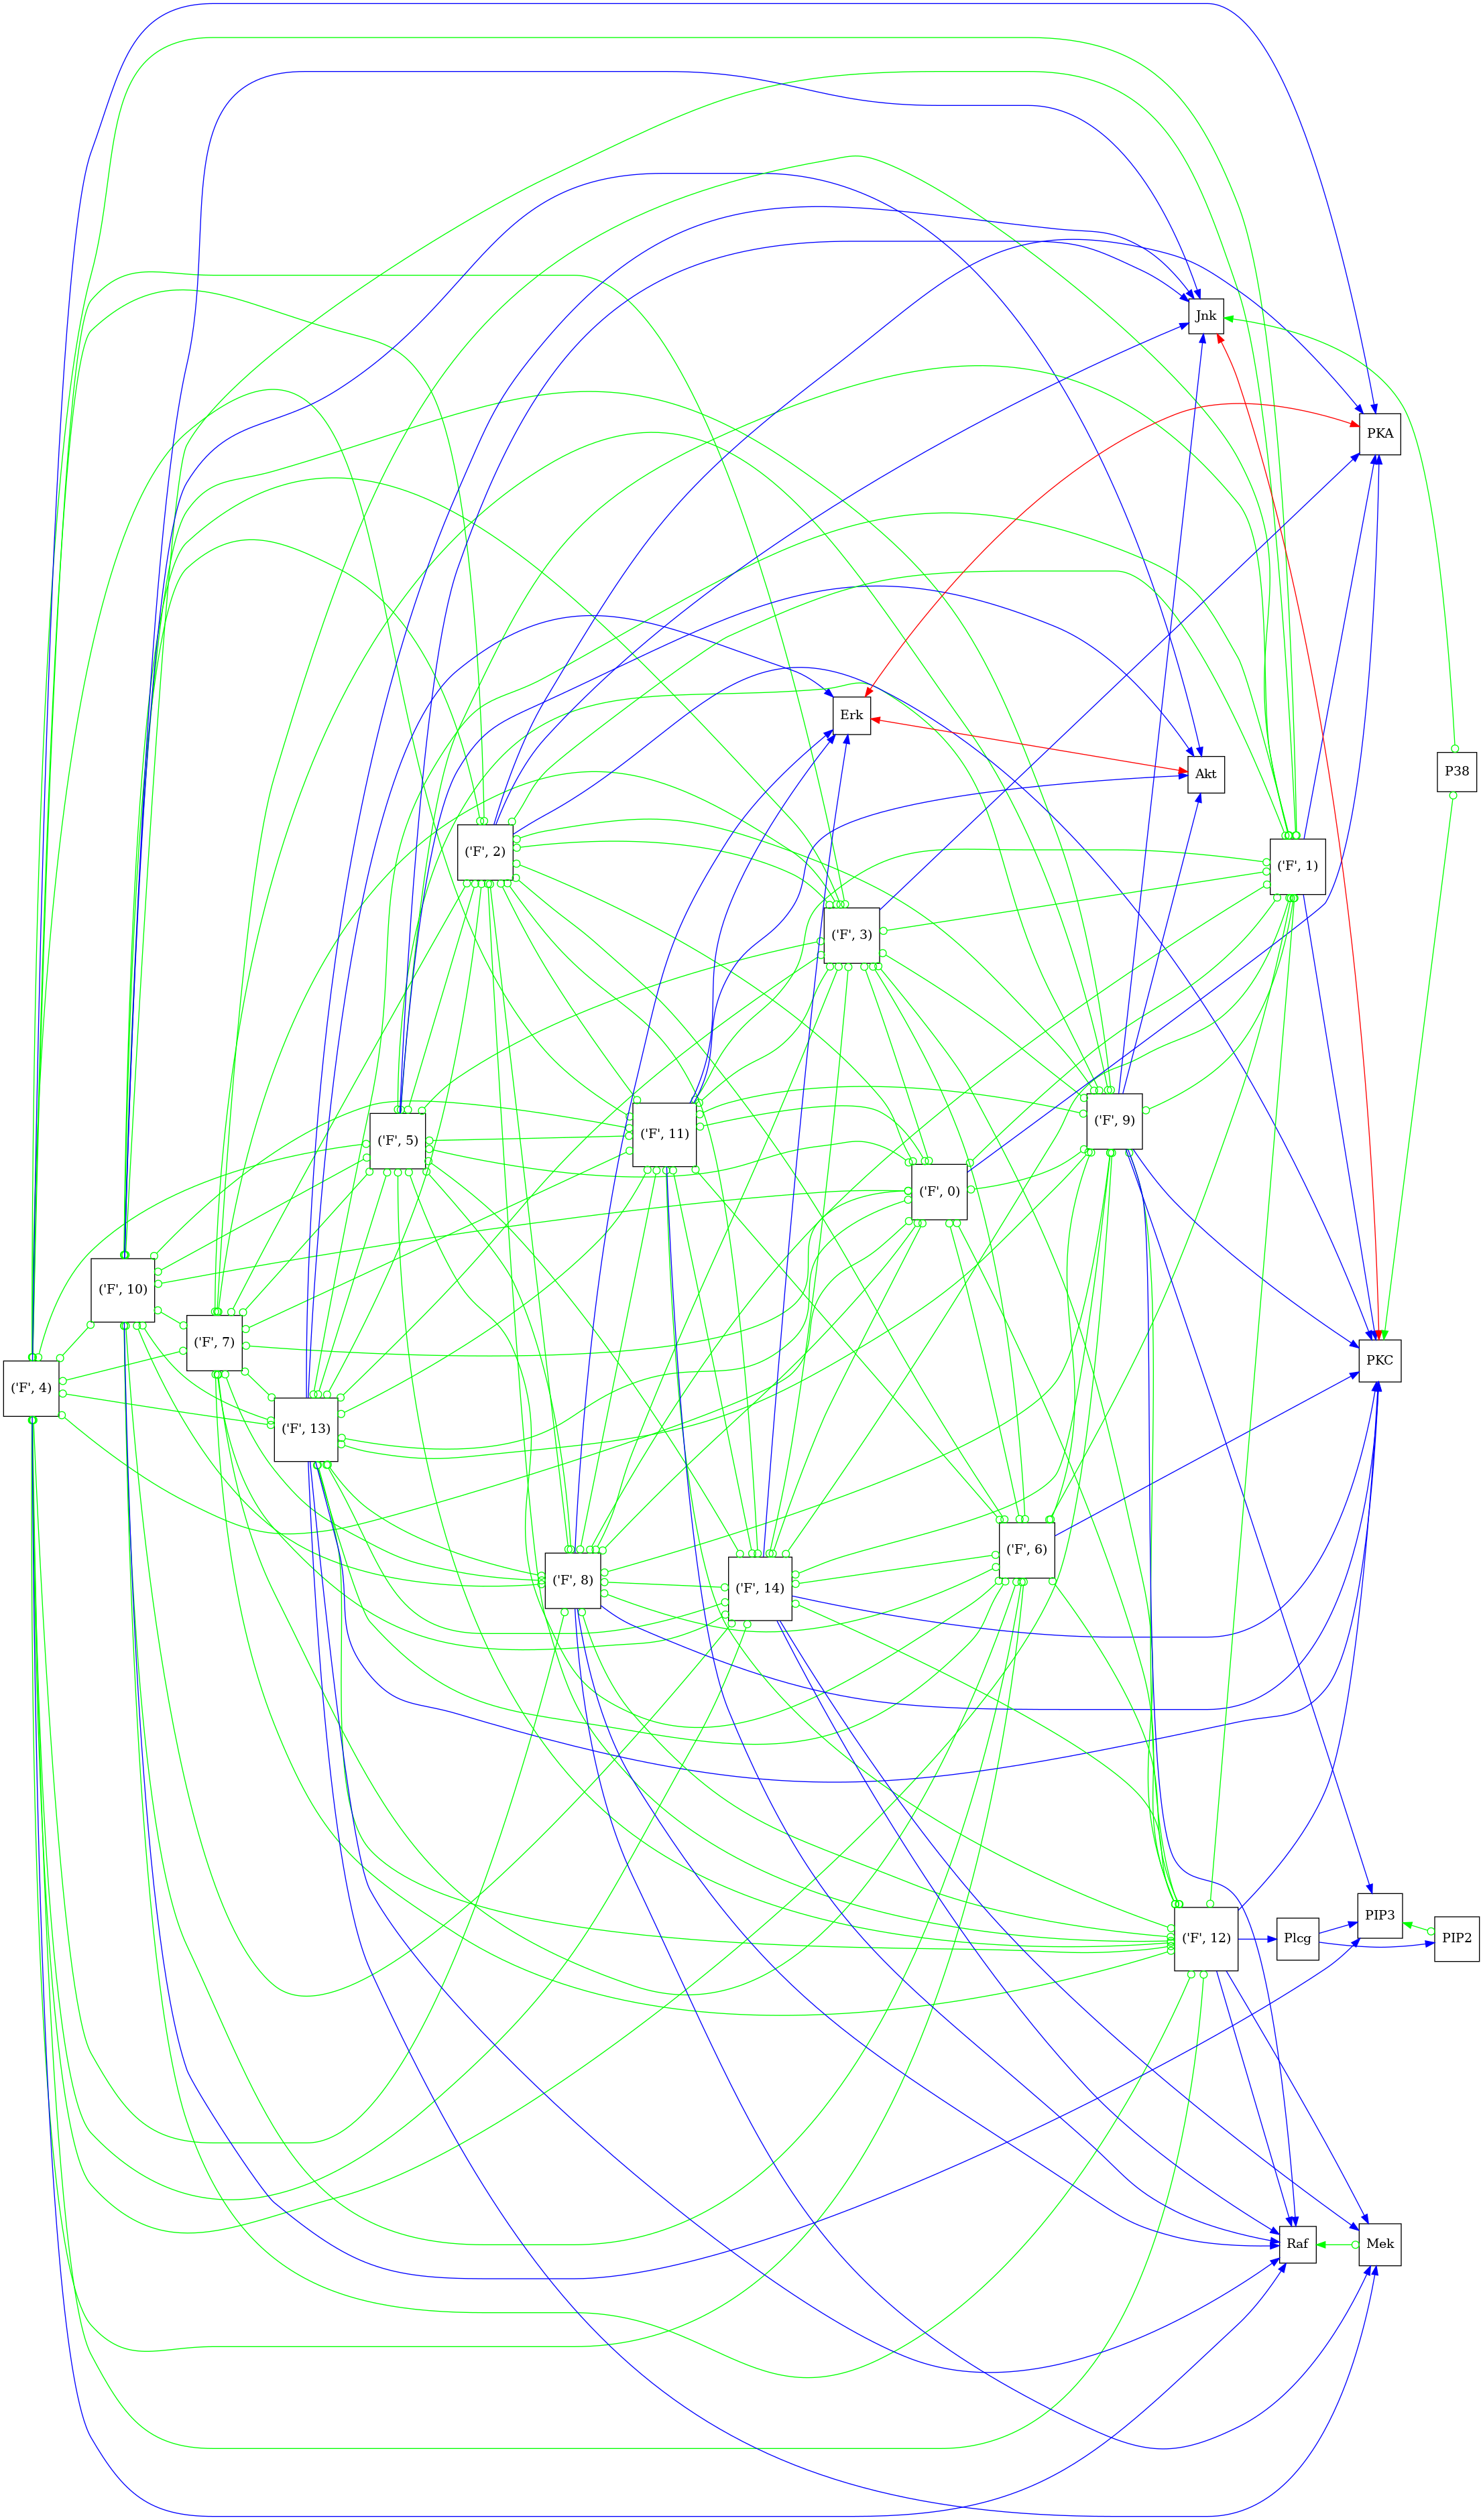 Jnk
PKA
Erk
Akt
P38
('F', 2)
('F', 1)
('F', 3)
('F', 5)
('F', 11)
('F', 9)
('F', 0)
('F', 10)
('F', 7)
PKC
('F', 4)
('F', 13)
('F', 6)
('F', 8)
('F', 14)
PIP3
('F', 12)
Plcg
PIP2
Raf
Mek